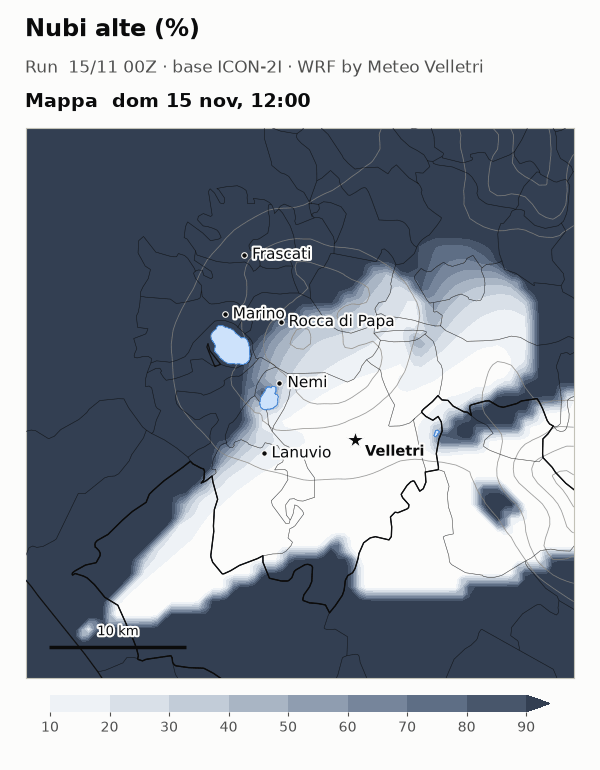 Nubi alte (%)
Run  15/11 00Z · base ICON-2I · WRF by Meteo Velletri
Mappa  dom 15 nov, 12:00
Frascati
Marino
Rocca di Papa
Nemi
Velletri
Lanuvio
10 km
10 20 30 40 50 60 70 80 90